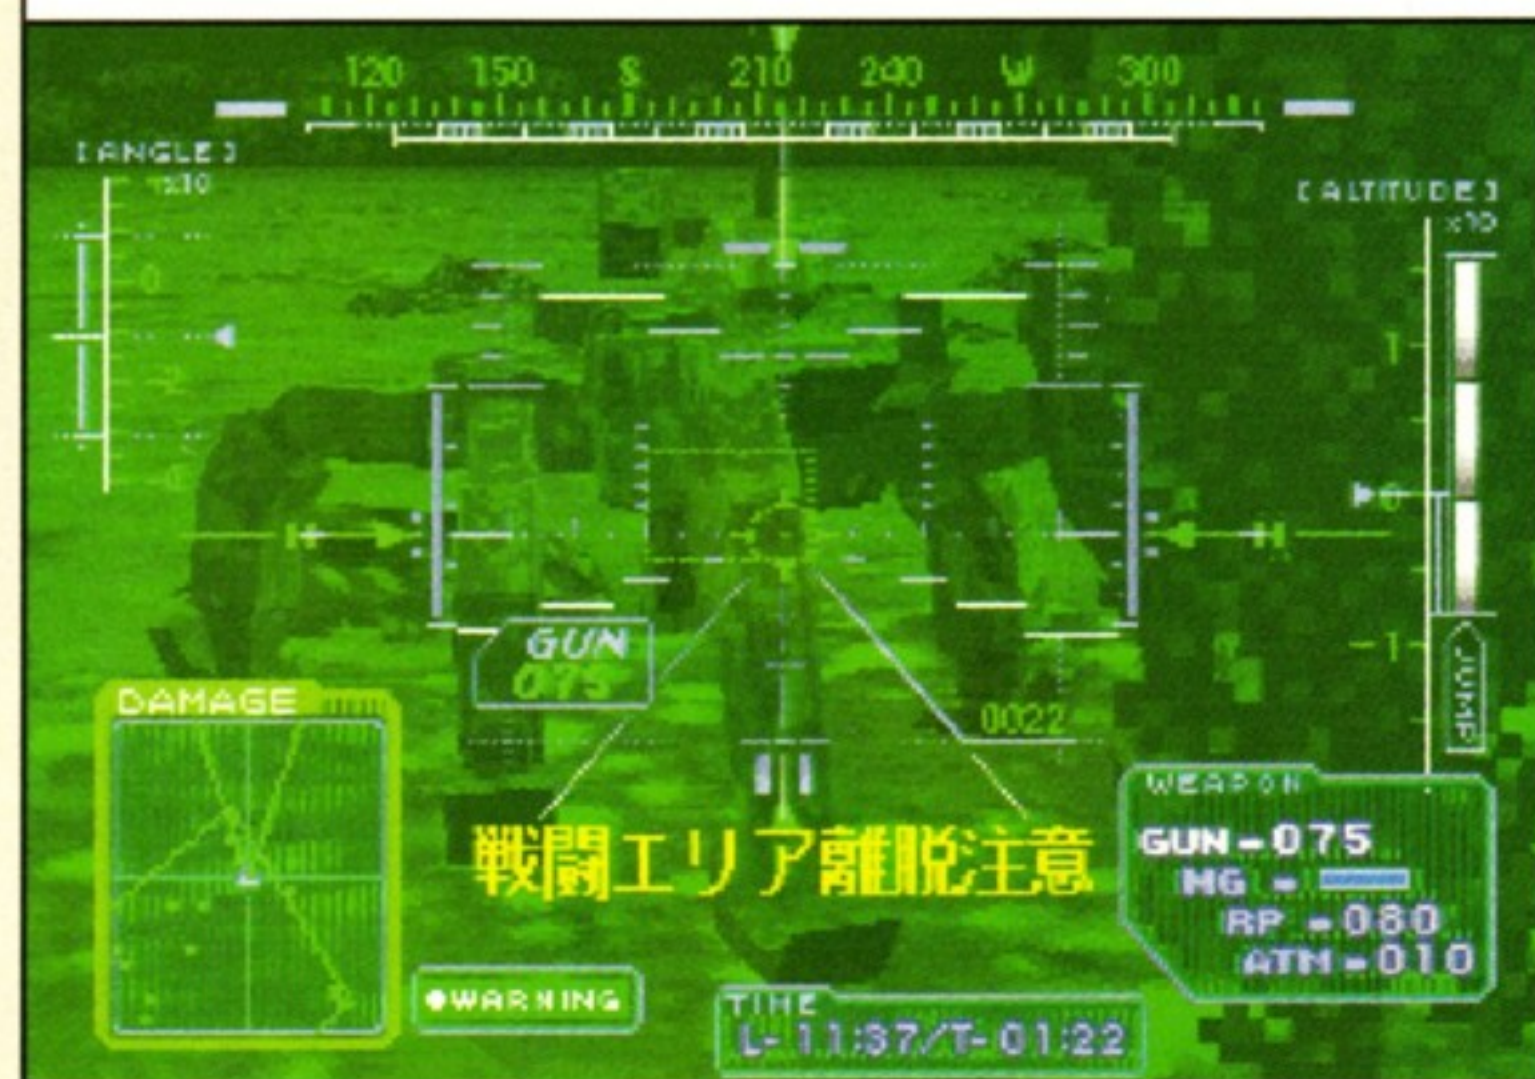 120 150 S 210 240 W 300
[ANGLE]
x10
[ALTITUDE]
x10
0
1
-2
0
-1
GUN
075
JUMP
DAMAGE
0022
戦闘エリア離脱注意
WEAPON
GUN-075
MG -
RP -080
ATM-010
●WARNING
TIME
L-11:37/T-01:22